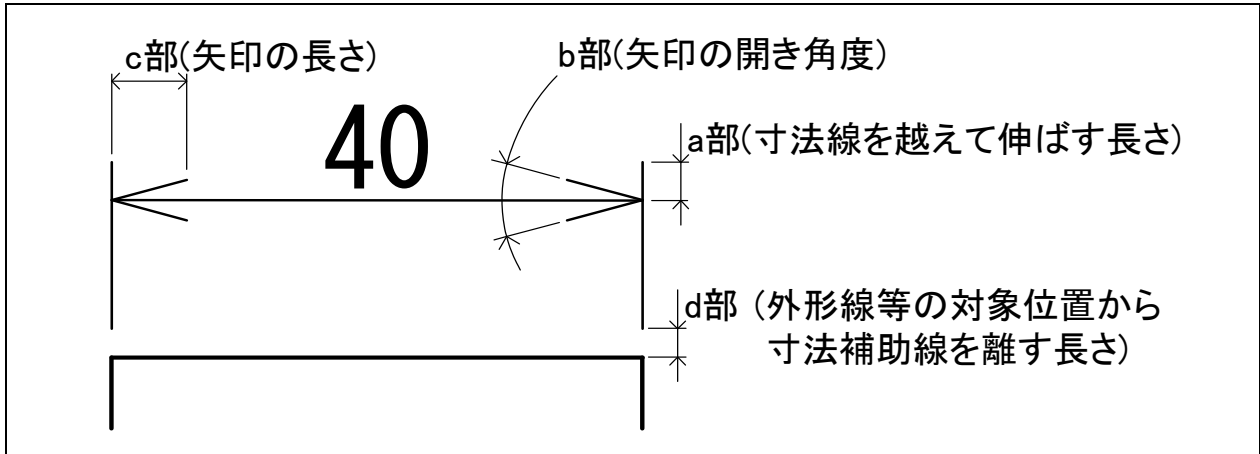 c部(矢印の長さ)
b部(矢印の開き角度)
40
a部(寸法線を越えて伸ばす長さ)
d部 (外形線等の対象位置から
寸法補助線を離す長さ)